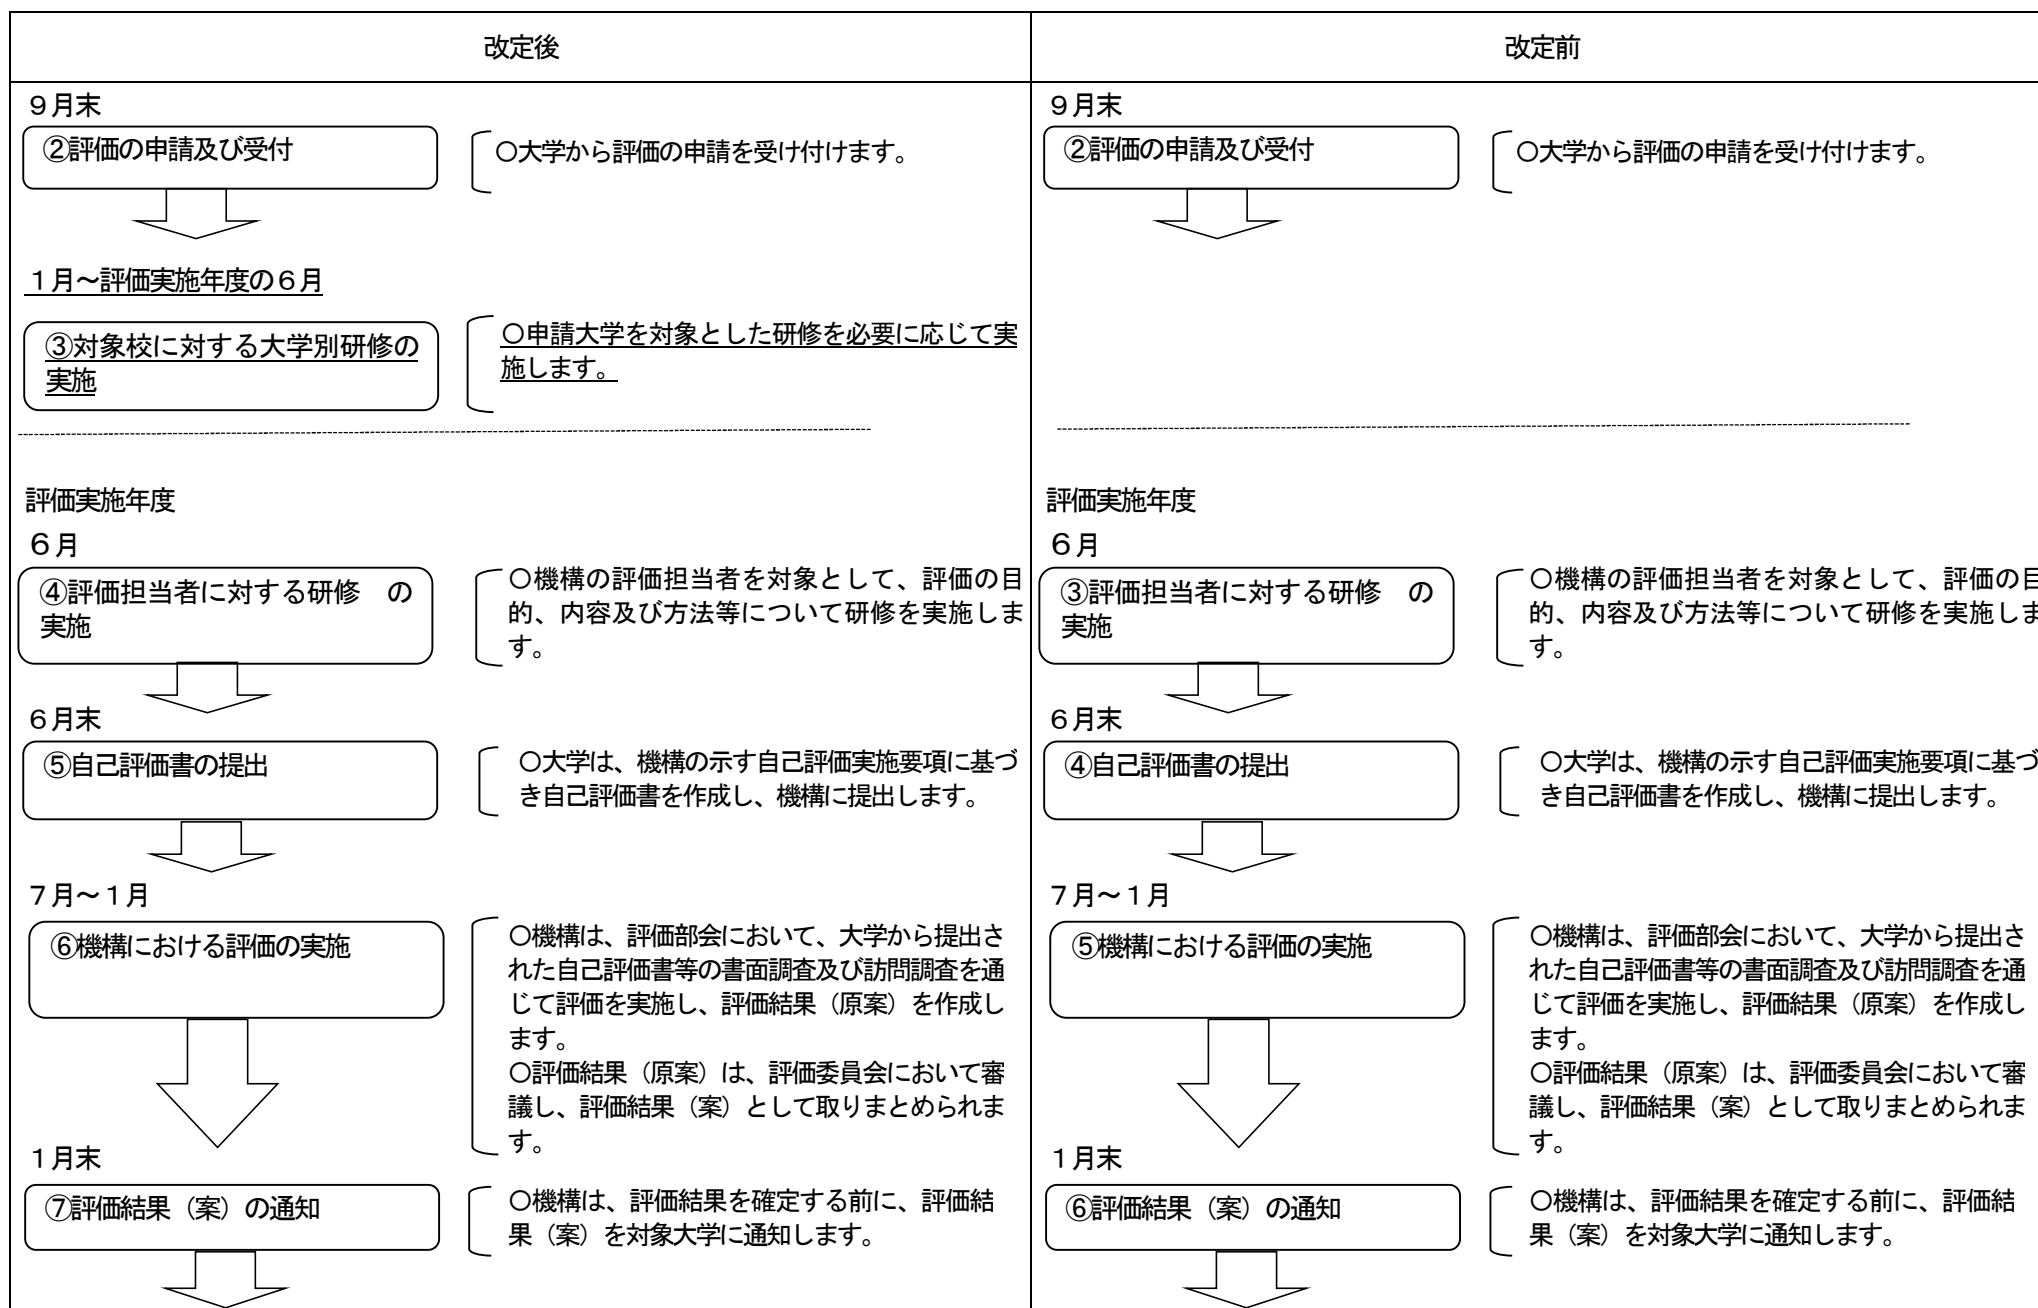 改定後
９月末
②評価の申請及び受付
○大学から評価の申請を受け付けます。
１月～評価実施年度の６月
③対象校に対する大学別研修の
実施
○申請大学を対象とした研修を必要に応じて実
施します。
評価実施年度
６月
④評価担当者に対する研修　の
実施
○機構の評価担当者を対象として、評価の目
的、内容及び方法等について研修を実施しま
す。
６月末
⑤自己評価書の提出
○大学は、機構の示す自己評価実施要項に基づ
き自己評価書を作成し、機構に提出します。
７月～１月
⑥機構における評価の実施
○機構は、評価部会において、大学から提出さ
れた自己評価書等の書面調査及び訪問調査を通
じて評価を実施し、評価結果（原案）を作成し
ます。
○評価結果（原案）は、評価委員会において審
議し、評価結果（案）として取りまとめられま
す。
１月末
⑦評価結果（案）の通知
○機構は、評価結果を確定する前に、評価結
果（案）を対象大学に通知します。
改定前
９月末
②評価の申請及び受付
○大学から評価の申請を受け付けます。
評価実施年度
６月
③評価担当者に対する研修　の
実施
○機構の評価担当者を対象として、評価の目
的、内容及び方法等について研修を実施しま
す。
６月末
④自己評価書の提出
○大学は、機構の示す自己評価実施要項に基づ
き自己評価書を作成し、機構に提出します。
７月～１月
⑤機構における評価の実施
○機構は、評価部会において、大学から提出さ
れた自己評価書等の書面調査及び訪問調査を通
じて評価を実施し、評価結果（原案）を作成し
ます。
○評価結果（原案）は、評価委員会において審
議し、評価結果（案）として取りまとめられま
す。
１月末
⑥評価結果（案）の通知
○機構は、評価結果を確定する前に、評価結
果（案）を対象大学に通知します。